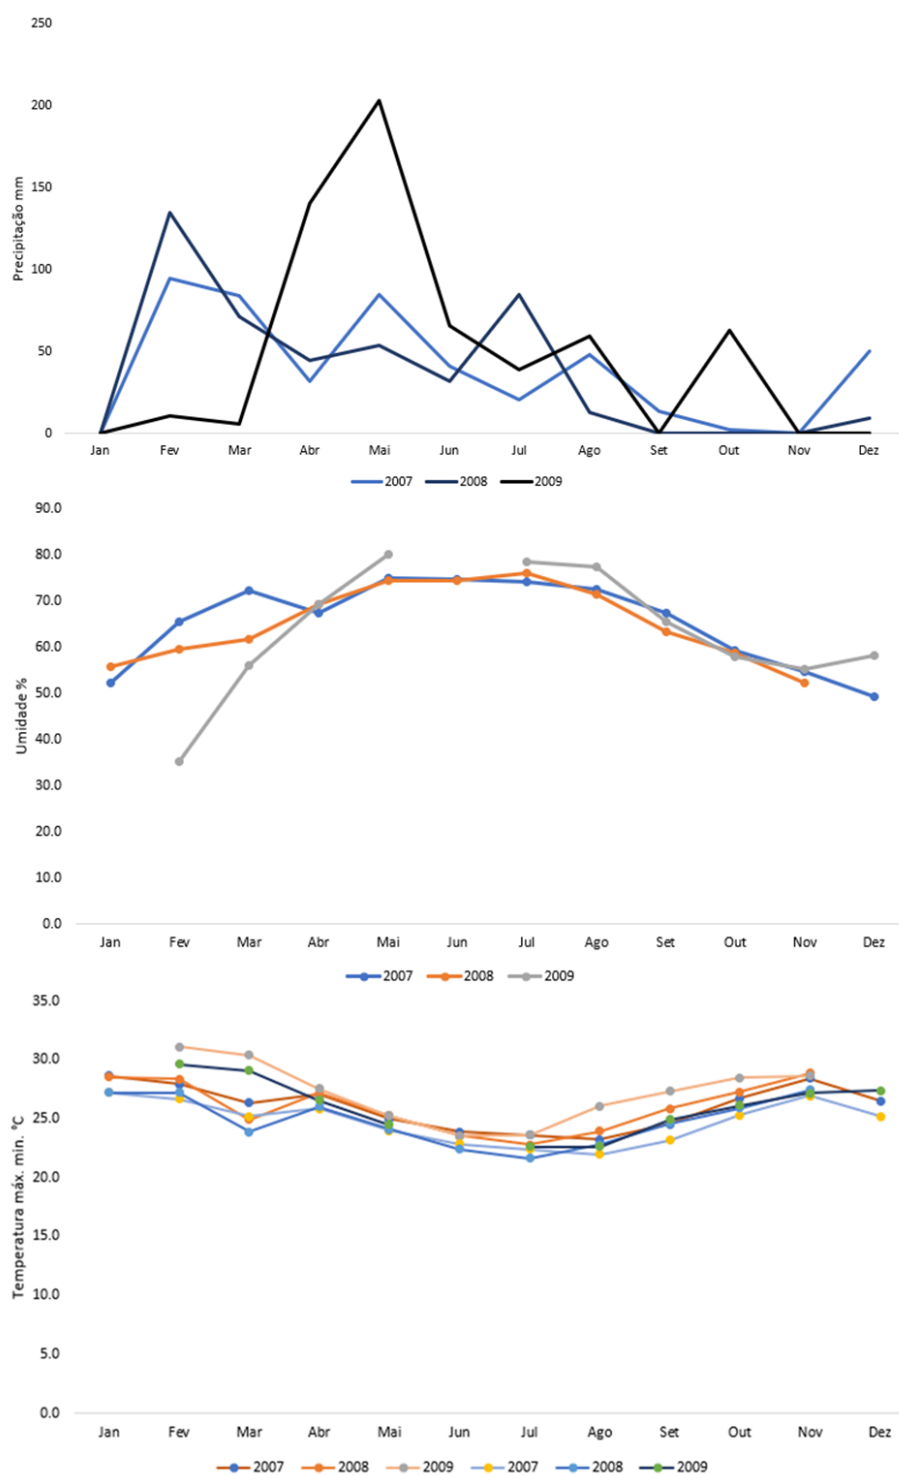 250
200
150
100
50
0
Precipitação mm
Jan Fev Mar Abr Mai Jun Jul Ago Set Out Nov Dez
2007 2008 2009
90.0
80.0
70.0
60.0
50.0
40.0
30.0
20.0
10.0
0.0
Umidade %
Jan Fev Mar Abr Mai Jun Jul Ago Set Out Nov Dez
2007 2008 2009
35.0
30.0
25.0
20.0
15.0
10.0
5.0
0.0
Temperatura máx. min. °C
Jan Fev Mar Abr Mai Jun Jul Ago Set Out Nov Dez
2007 2008 2009 2007 2008 2009